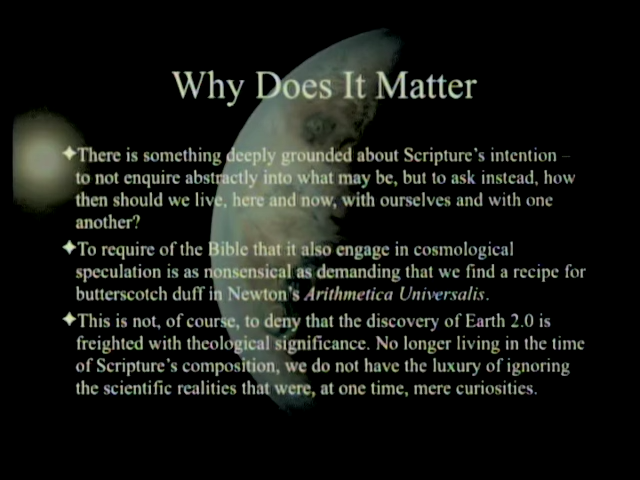 Why Does It Matter
There is something deeply grounded about Scripture's intention –
to not enquire abstractly into what may be, but to ask instead, how
then should we live, here and now, with ourselves and with one
another?
To require of the Bible that it also engage in cosmological
speculation is as nonsensical as demanding that we find a recipe for
butterscotch duff in Newton's Arithmetica Universalis.
This is not, of course, to deny that the discovery of Earth 2.0 is
freighted with theological significance. No longer living in the time
of Scripture's composition, we do not have the luxury of ignoring
the scientific realities that were, at one time, mere curiosities.